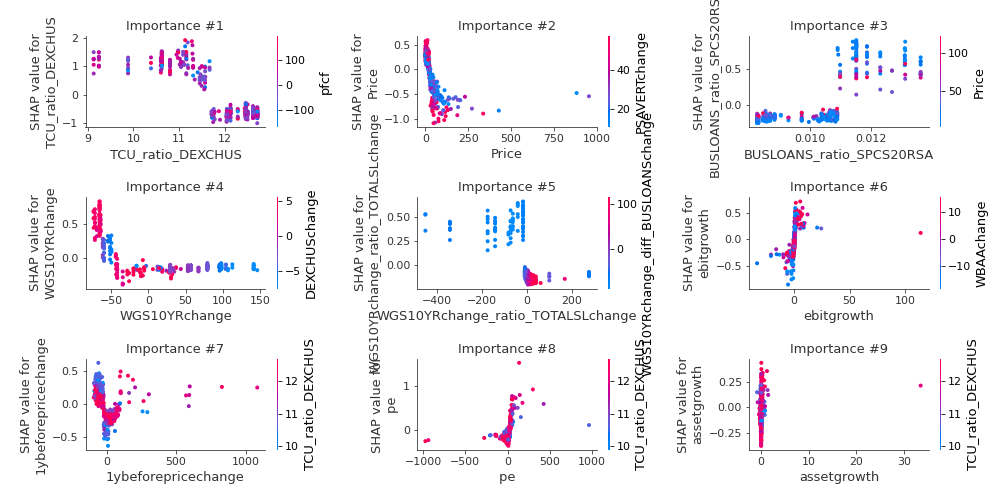 Importance #1
SHAP value for
TCU_ratio_DEXCHUS
2
1
0
−1
9
10
11
12
TCU_ratio_DEXCHUS
100
0
−100
pfcf
Importance #2
SHAP value for
Price
0.5
0.0
−0.5
−1.0
0
250
500
750
1000
Price
40
20
PSAVERTchange
Importance #3
SHAP value for
BUSLOANS_ratio_SPCS20RSA
0.5
0.0
0.010
0.012
BUSLOANS_ratio_SPCS20RSA
100
50
Price
Importance #4
SHAP value for
WGS10YRchange
0.5
0.0
−50
0
50
100
150
WGS10YRchange
5
0
−5
DEXCHUSchange
Importance #5
SHAP value for
WGS10YRchange_ratio_TOTALSLchange
0.50
0.25
0.00
−400
−200
0
200
WGS10YRchange_ratio_TOTALSLchange
100
0
WGS10YRchange_diff_BUSLOANSchange
Importance #6
SHAP value for
ebitgrowth
0.5
0.0
−0.5
0
50
100
ebitgrowth
10
0
−10
WBAAchange
Importance #7
SHAP value for
1ybeforepricechange
0.5
0.0
−0.5
0
500
1000
1ybeforepricechange
12
11
10
TCU_ratio_DEXCHUS
Importance #8
SHAP value for
pe
1
0
−1000
−500
0
500
1000
pe
12
11
10
TCU_ratio_DEXCHUS
Importance #9
SHAP value for
assetgrowth
0.25
0.00
−0.25
0
10
20
30
assetgrowth
12
11
10
TCU_ratio_DEXCHUS